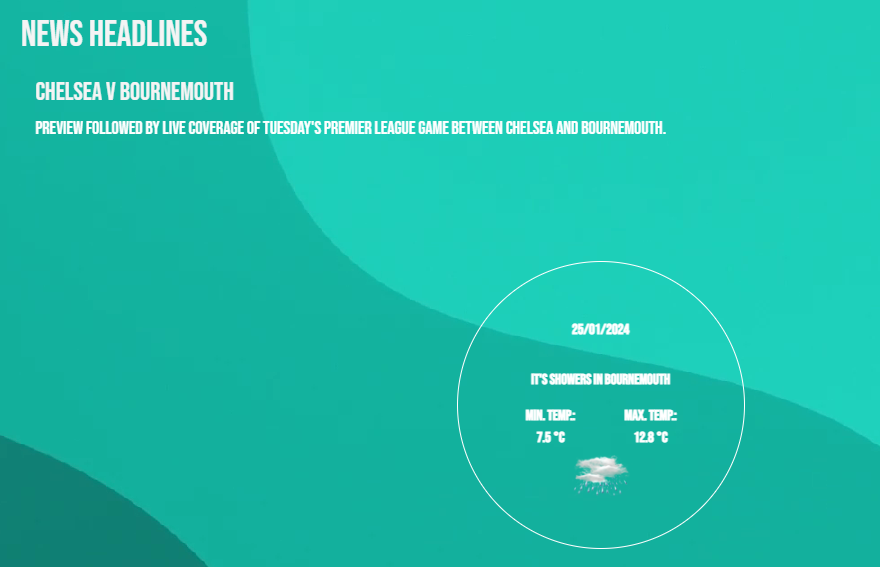 NEWS HEADLINES
CHELSEA V BOURNEMOUTH
PREVIEW FOLLOWED BY LIVE COVERAGE OF TUESDAY'S PREMIER LEAGUE GAME BETWEEN CHELSEA AND BOURNEMOUTH.
25/01/2024
IT'S SHOWERS IN BOURNEMOUTH
MIN. TEMP.: MAX. TEMP.:
7.5 °C 12.8 °C